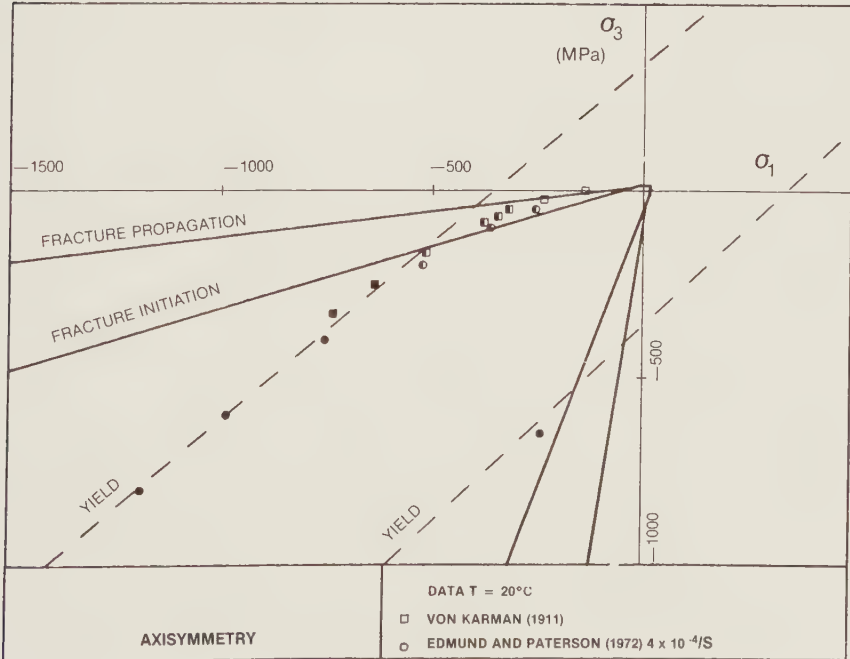 σ3
(MPa)
—1500
—1000
—500
σ1
FRACTURE PROPAGATION
FRACTURE INITIATION
—500
YIELD
YIELD
—1000
DATA T = 20°C
VON KARMAN (1911)
AXISYMMETRY
EDMUND AND PATERSON (1972) 4 x 10⁻⁴/S